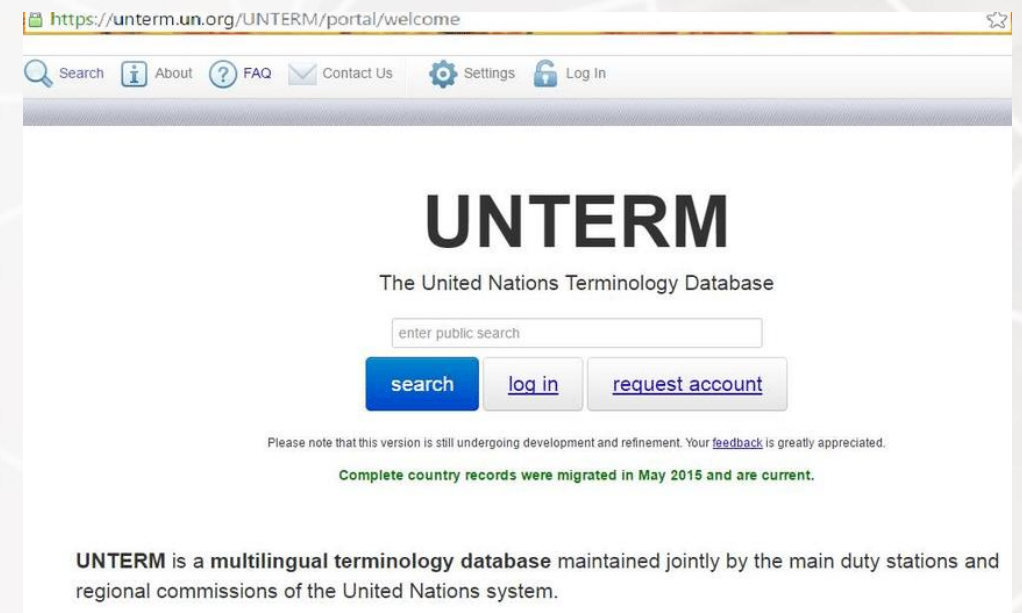 https://unterm.un.org/UNTERM/portal/welcome
Search About FAQ Contact Us Settings Log In
UNTERM
The United Nations Terminology Database
enter public search
search log in request account
Please note that this version is still undergoing development and refinement. Your feedback is greatly appreciated.
Complete country records were migrated in May 2015 and are current.
UNTERM is a multilingual terminology database maintained jointly by the main duty stations and
regional commissions of the United Nations system.